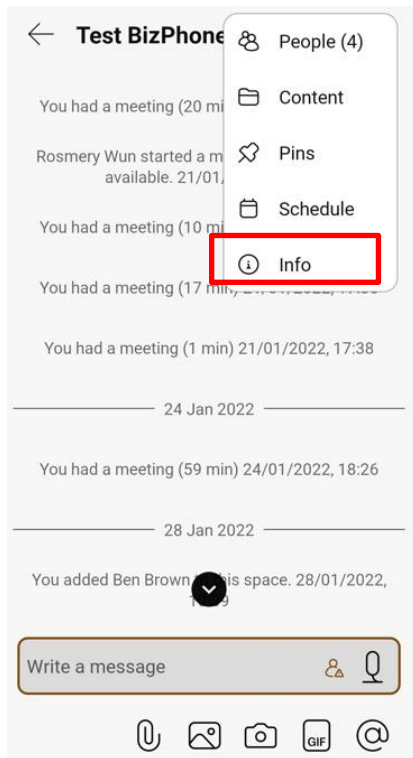 Test BizPhone
People (4)
Content
Pins
Schedule
Info
You had a meeting (20 mi
Rosmery Wun started a m
available. 21/01/
You had a meeting (10 mi
You had a meeting (17 min)
You had a meeting (1 min) 21/01/2022, 17:38
24 Jan 2022
You had a meeting (59 min) 24/01/2022, 18:26
28 Jan 2022
You added Ben Brown this space. 28/01/2022,
Write a message
GIF